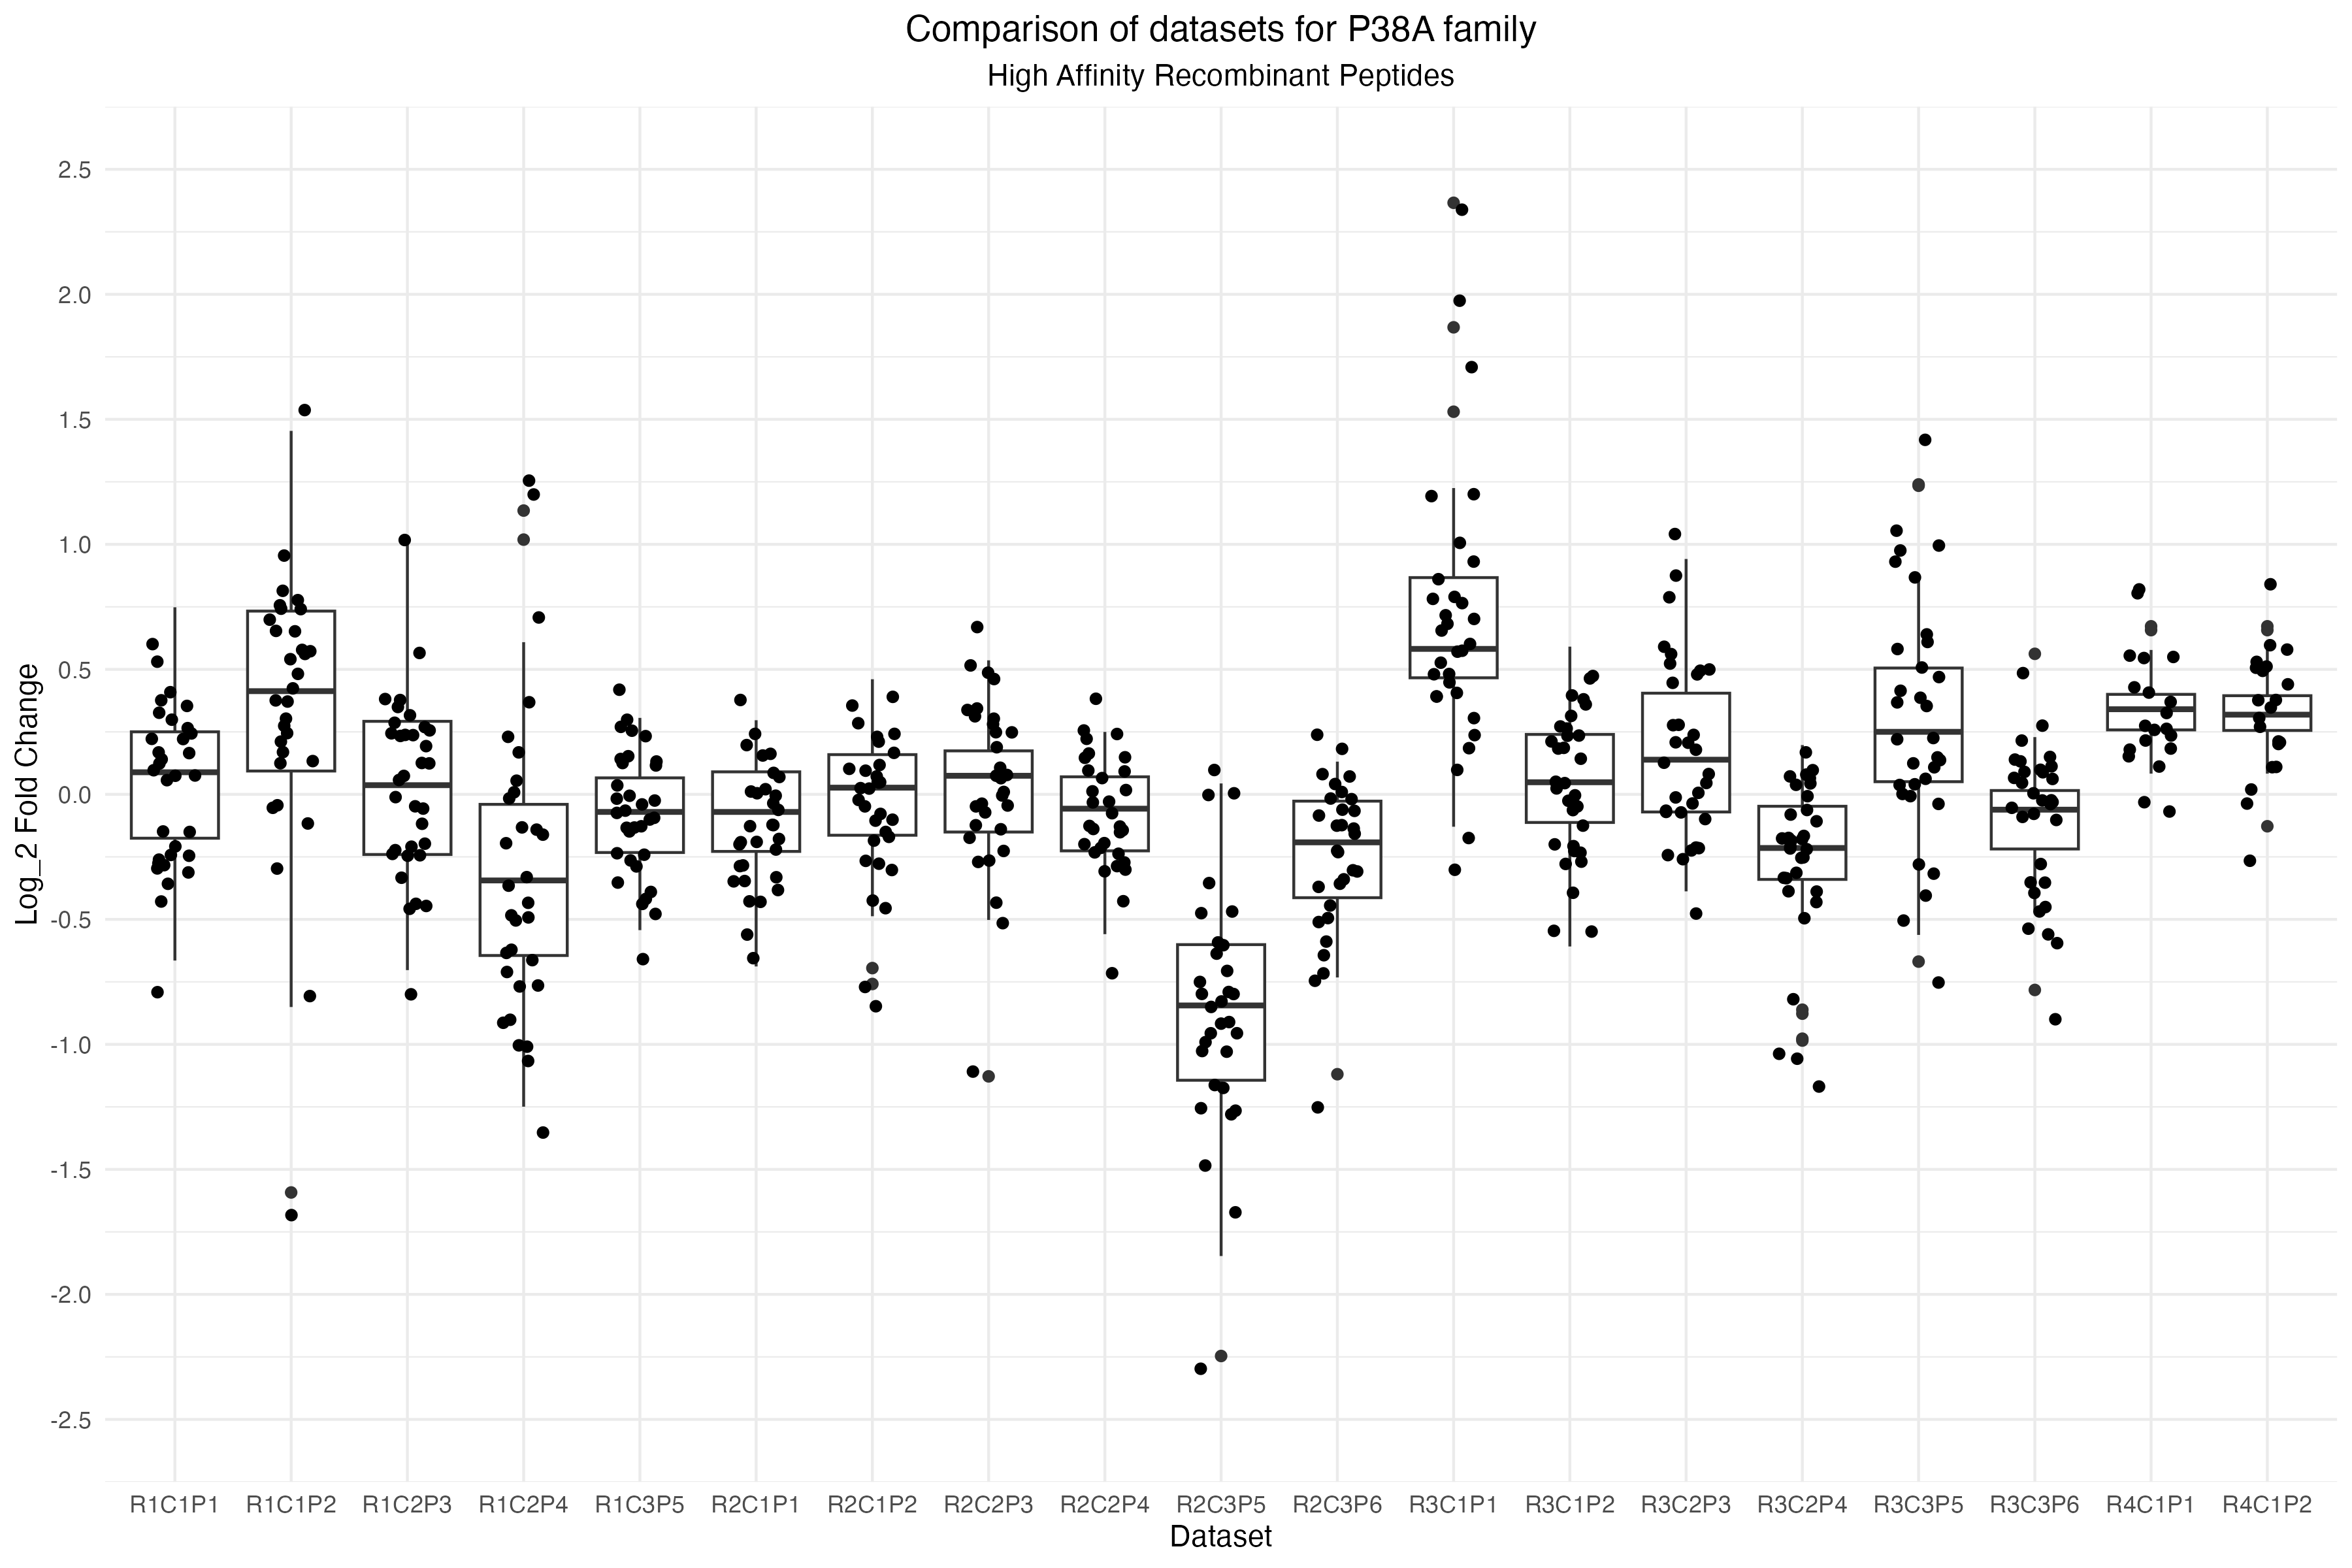 Comparison of datasets for P38A family
High Affinity Recombinant Peptides
Log_2 Fold Change
2.5
2.0
1.5
1.0
0.5
0.0
-0.5
-1.0
-1.5
-2.0
-2.5
R1C1P1 R1C1P2 R1C2P3 R1C2P4 R1C3P5 R2C1P1 R2C1P2 R2C2P3 R2C2P4 R2C3P5 R2C3P6 R3C1P1 R3C1P2 R3C2P3 R3C2P4 R3C3P5 R3C3P6 R4C1P1 R4C1P2
Dataset